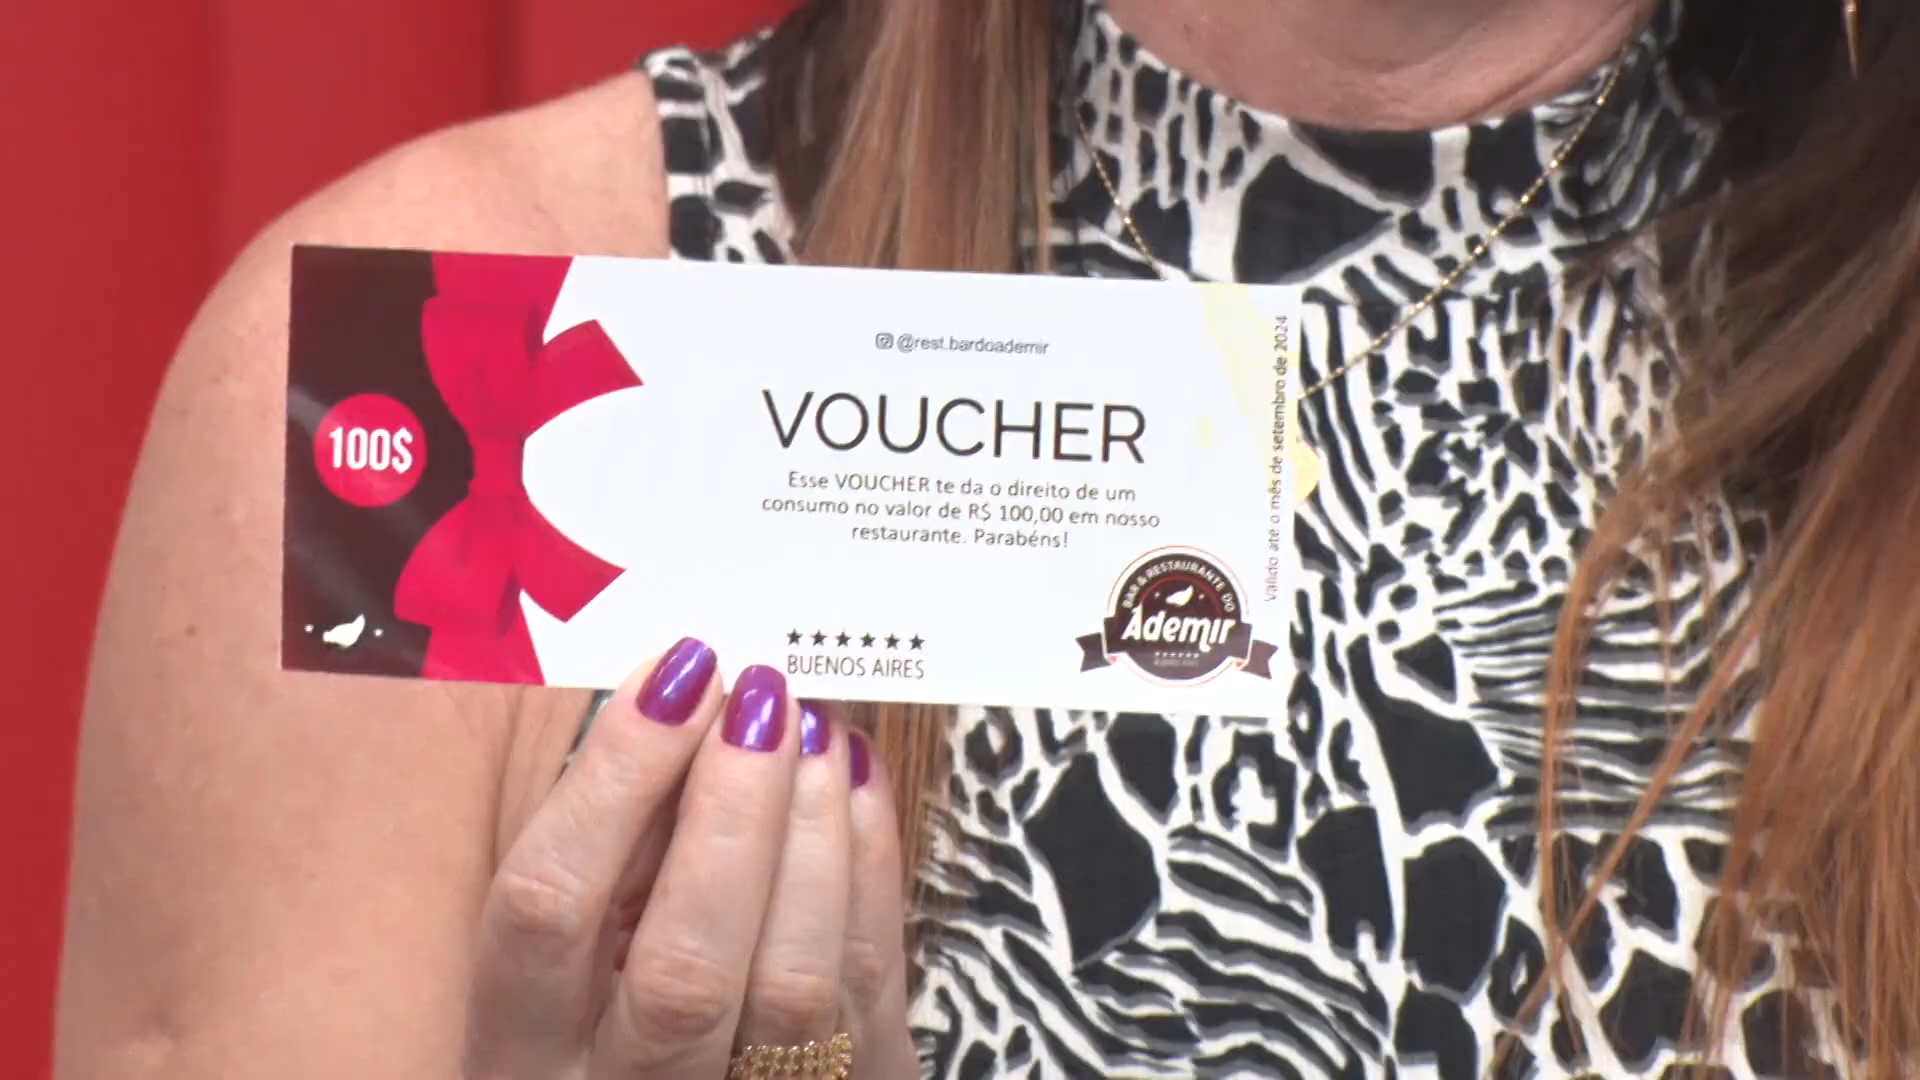 100$
@rest.bardoademir
VOUCHER
Esse VOUCHER te da o direito de um
consumo no valor de R$ 100,00 em nosso
restaurante. Parabéns!
BUENOS AIRES
BAR & RESTAURANTE DO
Ademir
Valido até o mês de setembro de 2024